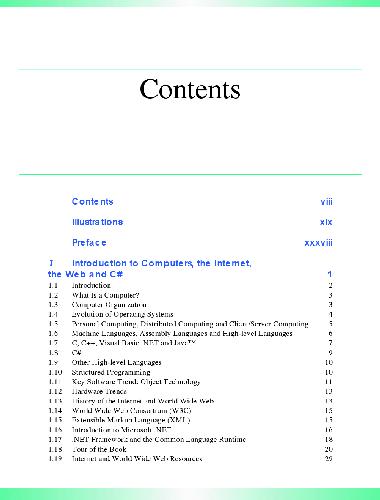 Contents
Contents viii
Illustrations xix
Preface xxxviii
1 Introduction to Computers, the Internet,
the Web and C# 1
1.1 Introduction 2
1.2 What Is a Computer? 3
1.3 Computer Organization 3
1.4 Evolution of Operating Systems 4
1.5 Personal Computing, Distributed Computing and Client/Server Computing 5
1.6 Machine Languages, Assembly Languages and High-level Languages 6
1.7 C, C++, Visual Basic .NET and Java™ 7
1.8 C# 9
1.9 Other High-level Languages 10
1.10 Structured Programming 10
1.11 Key Software Trend: Object Technology 11
1.12 Hardware Trends 13
1.13 History of the Internet and World Wide Web 14
1.14 World Wide Web Consortium (W3C) 15
1.15 Extensible Markup Language (XML) 15
1.16 Introduction to Microsoft .NET 16
1.17 .NET Framework and the Common Language Runtime 18
1.18 Tour of the Book 20
1.19 Internet and World Wide Web Resources 29